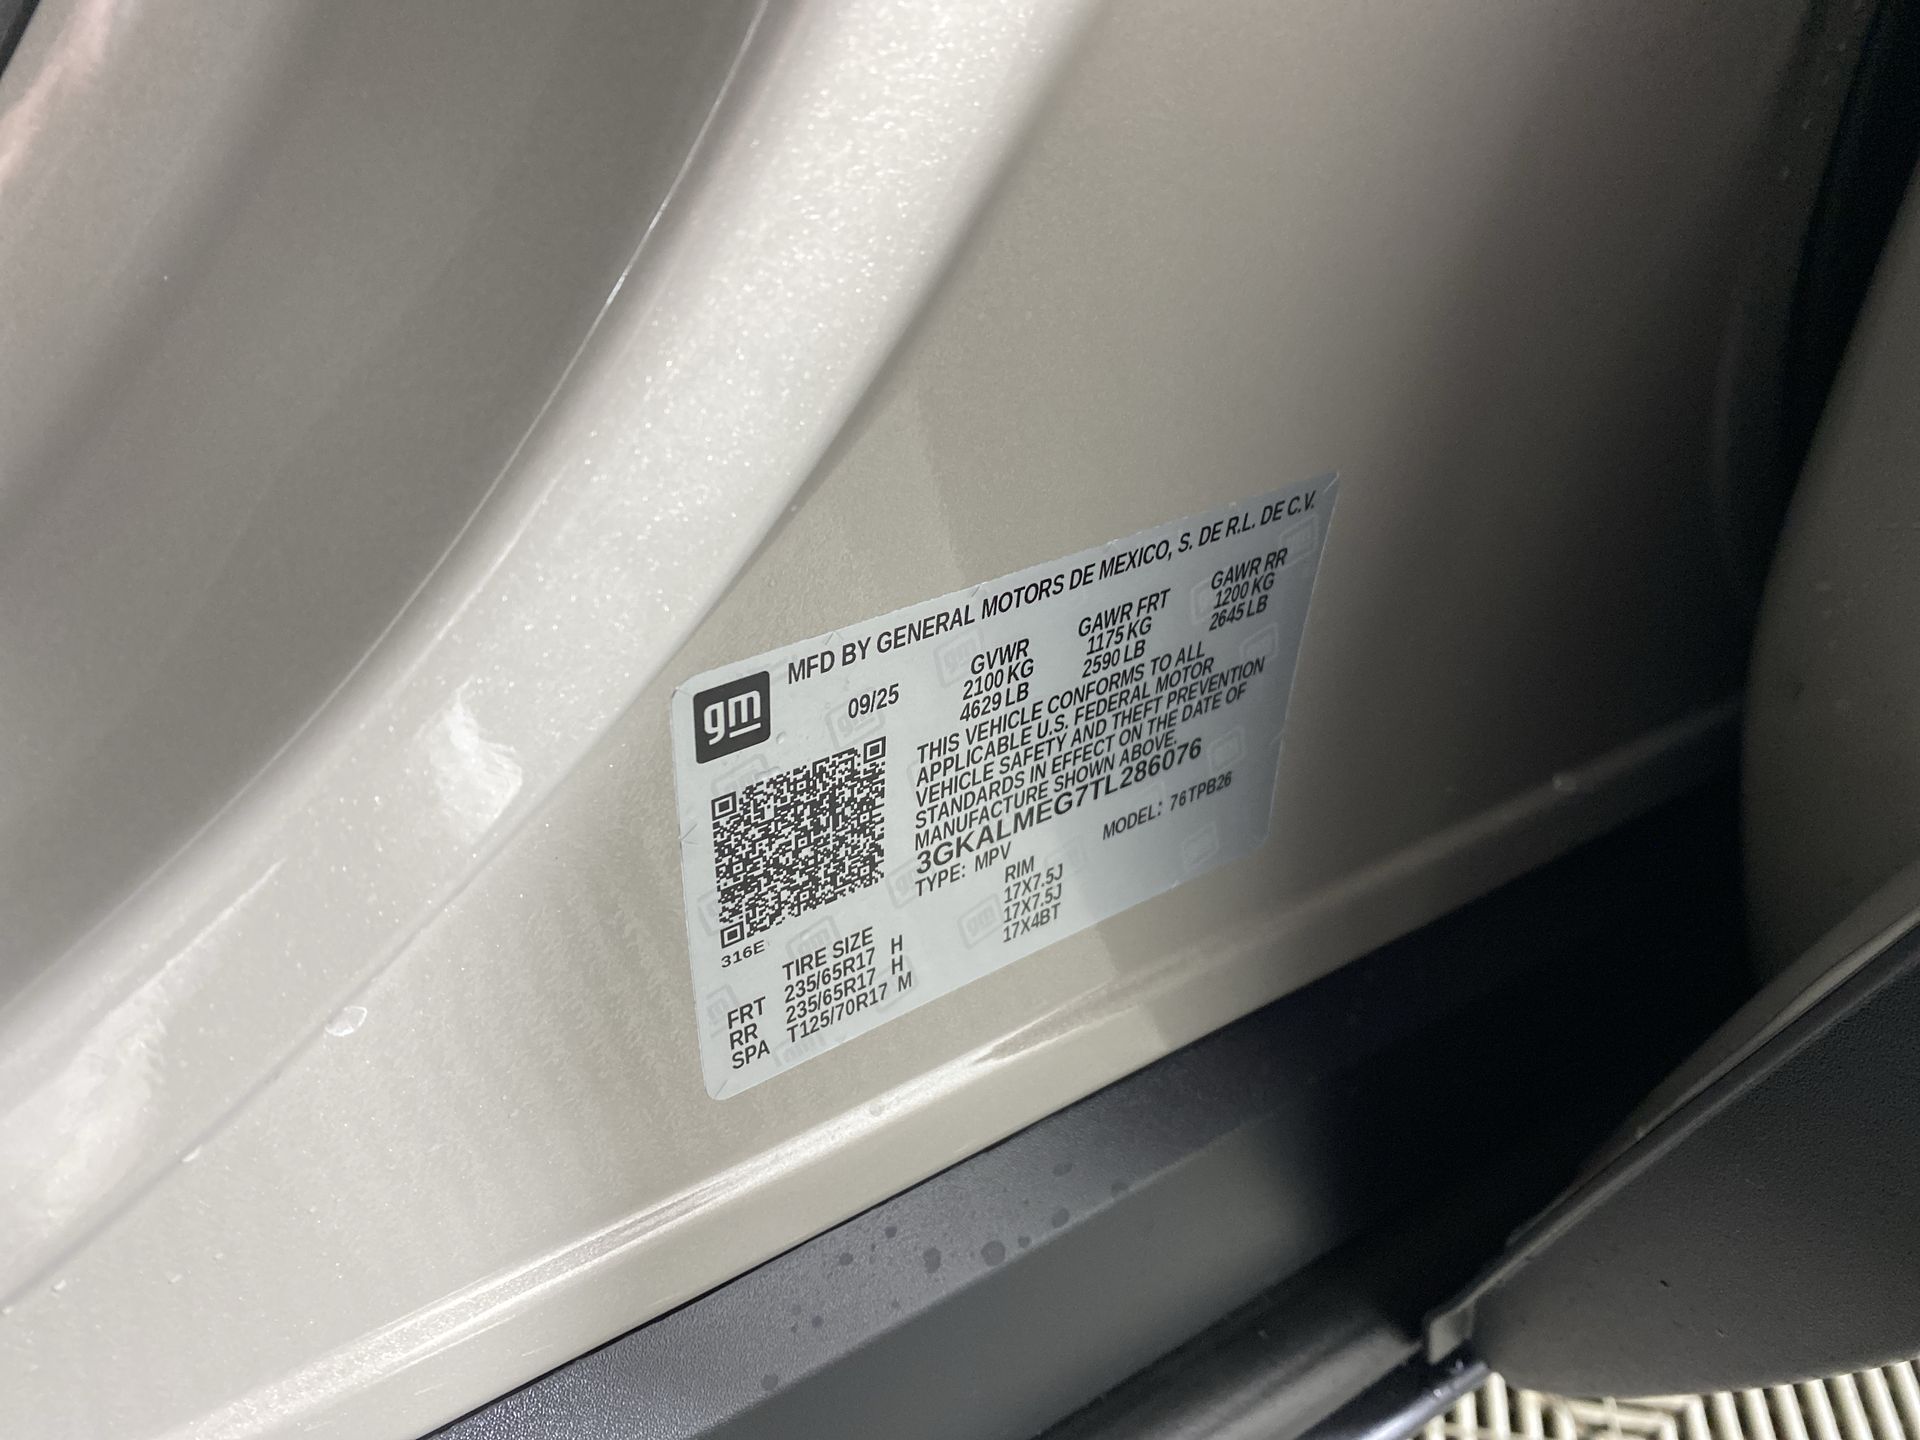 MFD BY GENERAL MOTORS DE MEXICO, S. DE R.L. DE C.V.
gm
09/25
GVWR GAWR FRT GAWR RR
2100 KG 1175 KG 1200 KG
4629 LB 2590 LB 2645 LB
THIS VEHICLE CONFORMS TO ALL
APPLICABLE U.S. FEDERAL MOTOR
VEHICLE SAFETY AND THEFT PREVENTION
STANDARDS IN EFFECT ON THE DATE OF
MANUFACTURE SHOWN ABOVE.
3GKALMEG7TL286076
TYPE: MPV MODEL: 76TPB26
316E
TIRE SIZE RIM
FRT 235/65R17 H 17X7.5J
RR 235/65R17 H 17X7.5J
SPA T125/70R17 M 17X4BT